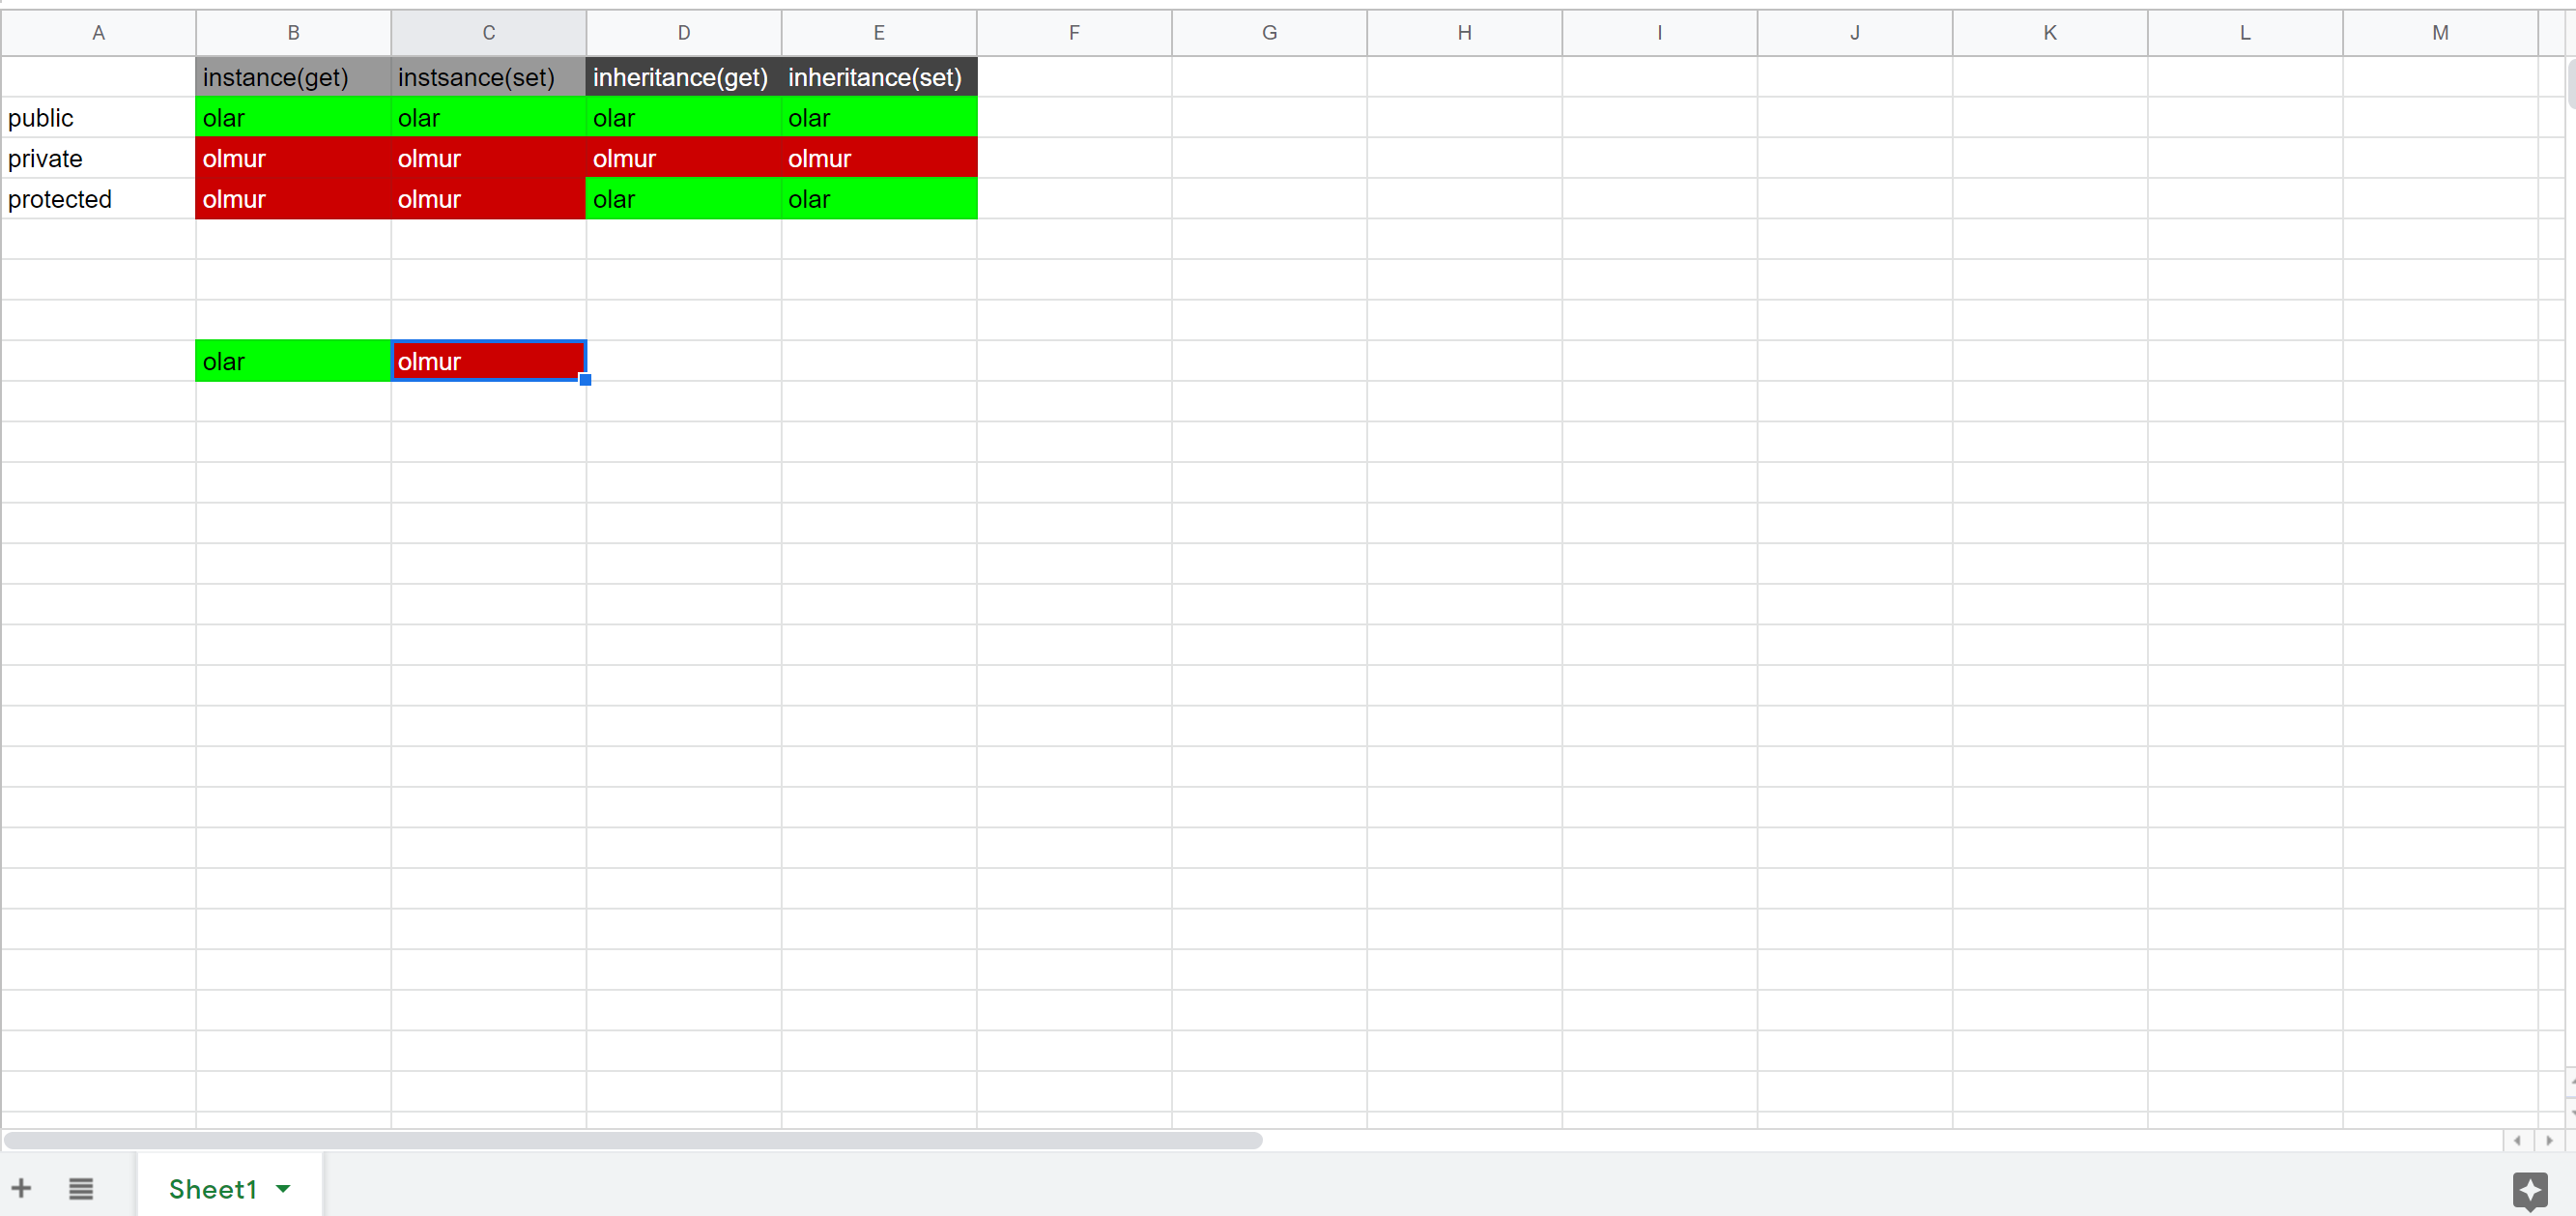 A B C D E F G H I J K L M
instance(get) instsance(set) inheritance(get) inheritance(set)
public olar olar olar olar
private olmur olmur olmur olmur
protected olmur olmur olar olar
olar olmur
Sheet1